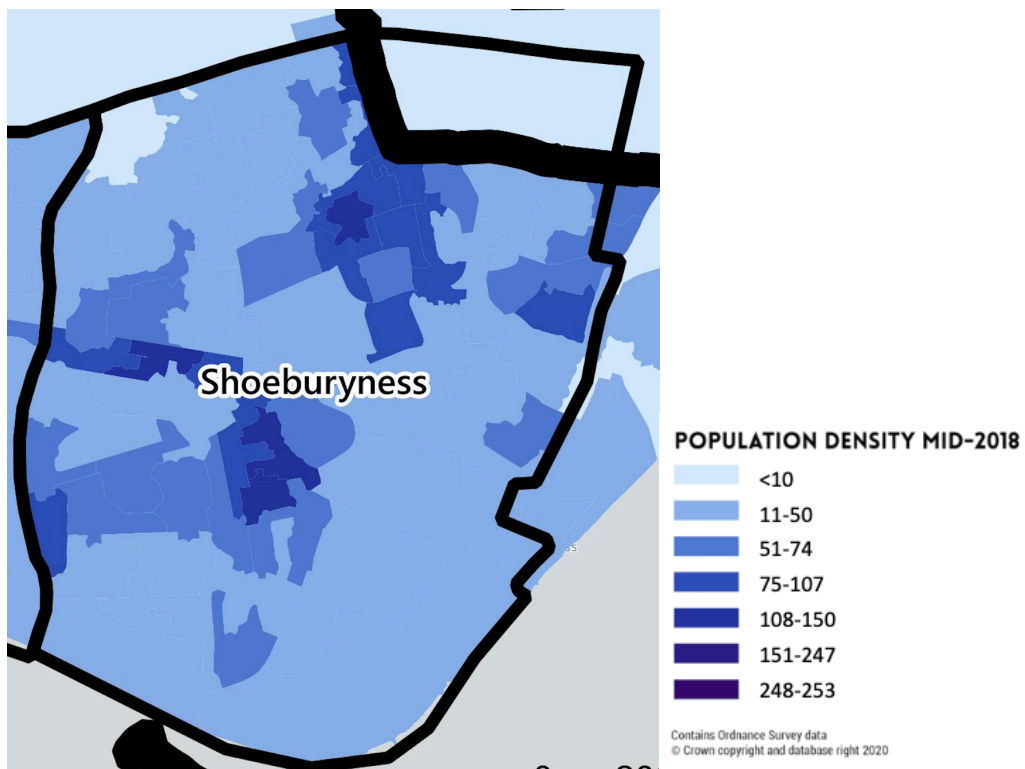 Shoeburyness
POPULATION DENSITY MID-2018
<10
11-50
51-74
75-107
108-150
151-247
248-253
Contains Ordnance Survey data
© Crown copyright and database right 2020